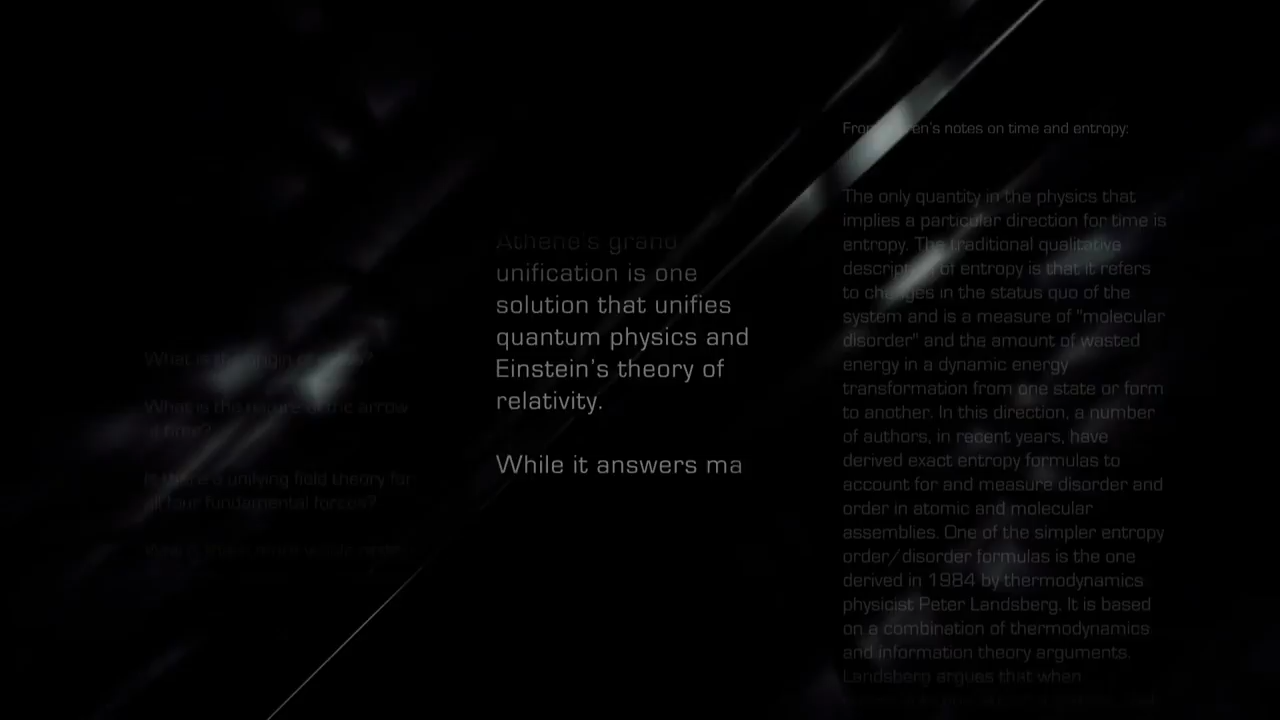 What is the origin of
What is the nature of the arrow
of time?
Is there a unifying field theory for
all four fundamental forces?
Athene's grand
unification is one
solution that unifies
quantum physics and
Einstein's theory of
relativity.
While it answers ma
From en's notes on time and entropy:
The only quantity in the physics that
implies a particular direction for time is
entropy. The traditional qualitative
description of entropy is that it refers
to changes in the status quo of the
system and is a measure of "molecular
disorder" and the amount of wasted
energy in a dynamic energy
transformation from one state or form
to another. In this direction, a number
of authors, in recent years, have
derived exact entropy formulas to
account for and measure disorder and
order in atomic and molecular
assemblies. One of the simpler entropy
order/disorder formulas is the one
derived in 1984 by thermodynamics
physicist Peter Landsberg. It is based
on a combination of thermodynamics
and information theory arguments.
Landsberg argues that when